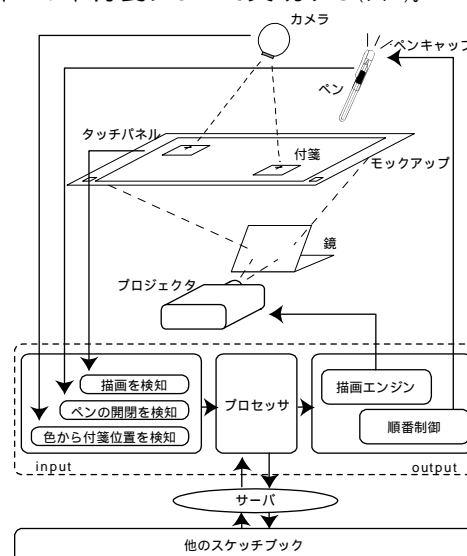 カメラ
ペンキャップ
ペン
タッチパネル
付箋
モックアップ
鏡
プロジェクタ
描画を検知
ペンの開閉を検知
色から付箋位置を検知
input
プロセッサ
描画エンジン
順番制御
output
サーバ
他のスケッチブック